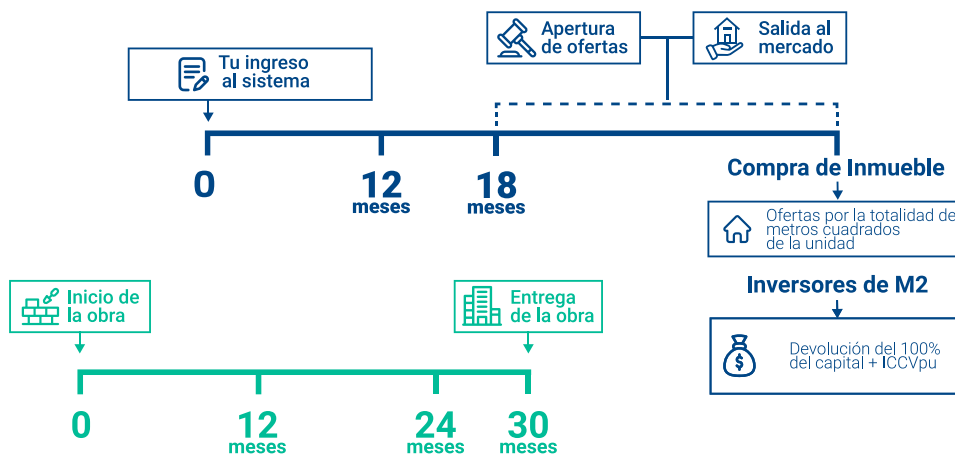 Apertura
de ofertas
Salida al
mercado
Tu ingreso
al sistema
0
12
meses
18
meses
Compra de Inmueble
Ofertas por la totalidad de
metros cuadrados
de la unidad
Inversores de M2
$
Devolución del 100%
del capital + ICCVpu
Inicio de
la obra
Entrega
de la obra
0
12
meses
24
meses
30
meses